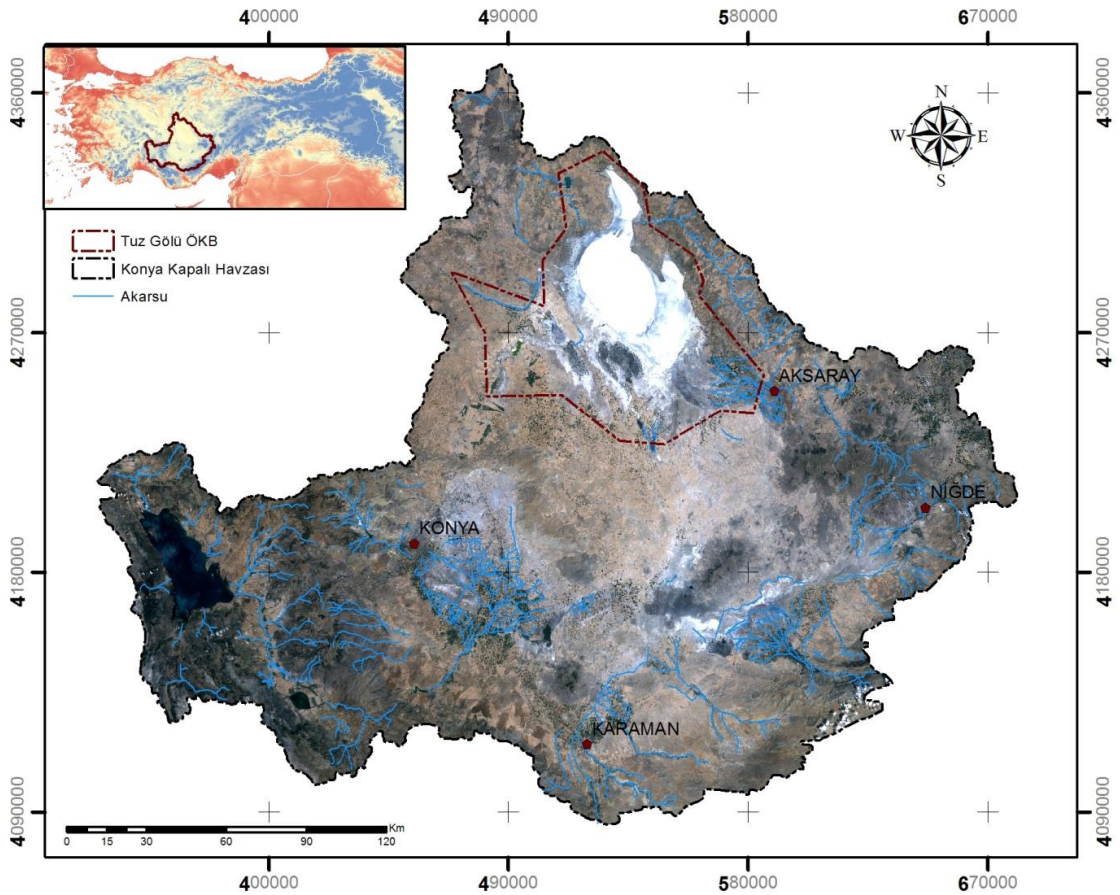 400000 490000 580000 670000
4360000 4360000
N
W E
S
Tuz Gölü ÖKB
Konya Kapalı Havzası
Akarsu
4270000 4270000
AKSARAY
NİĞDE
KONYA
4180000 4180000
KARAMAN
4090000 4090000
Km
0 15 30 60 90 120
400000 490000 580000 670000